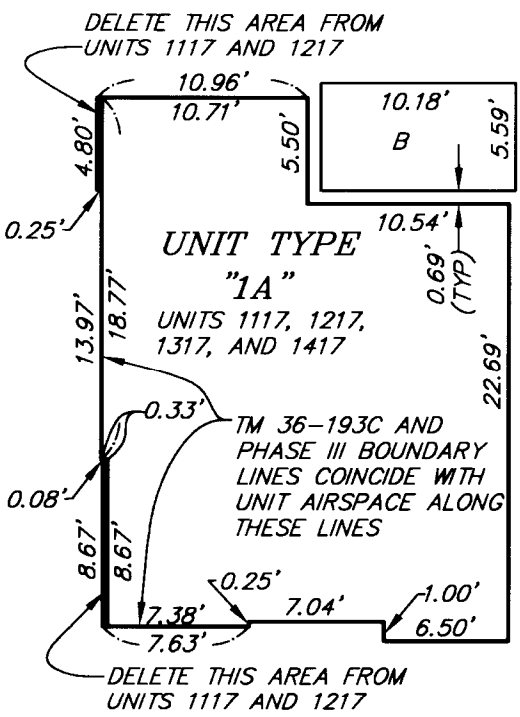 DELETE THIS AREA FROM
UNITS 1117 AND 1217
10.96'
10.71'
10.18'
B
5.59'
4.80'
5.50'
0.25'
10.54'
UNIT TYPE
"1A"
UNITS 1117, 1217,
1317, AND 1417
0.69'
(TYP)
13.97'
18.77'
22.69'
0.33'
TM 36-193C AND
PHASE III BOUNDARY
LINES COINCIDE WITH
UNIT AIRSPACE ALONG
THESE LINES
0.08'
8.67'
8.67'
0.25'
7.38'
7.04'
1.00'
7.63'
6.50'
DELETE THIS AREA FROM
UNITS 1117 AND 1217